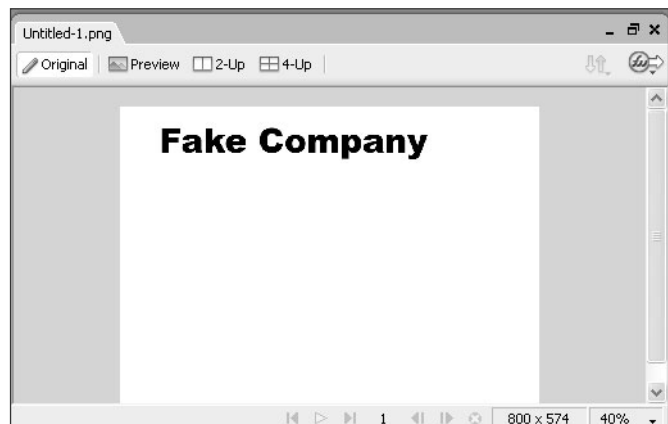 Untitled-1.png
Original Preview 2-Up 4-Up
Fake Company
1 800 x 574 40%